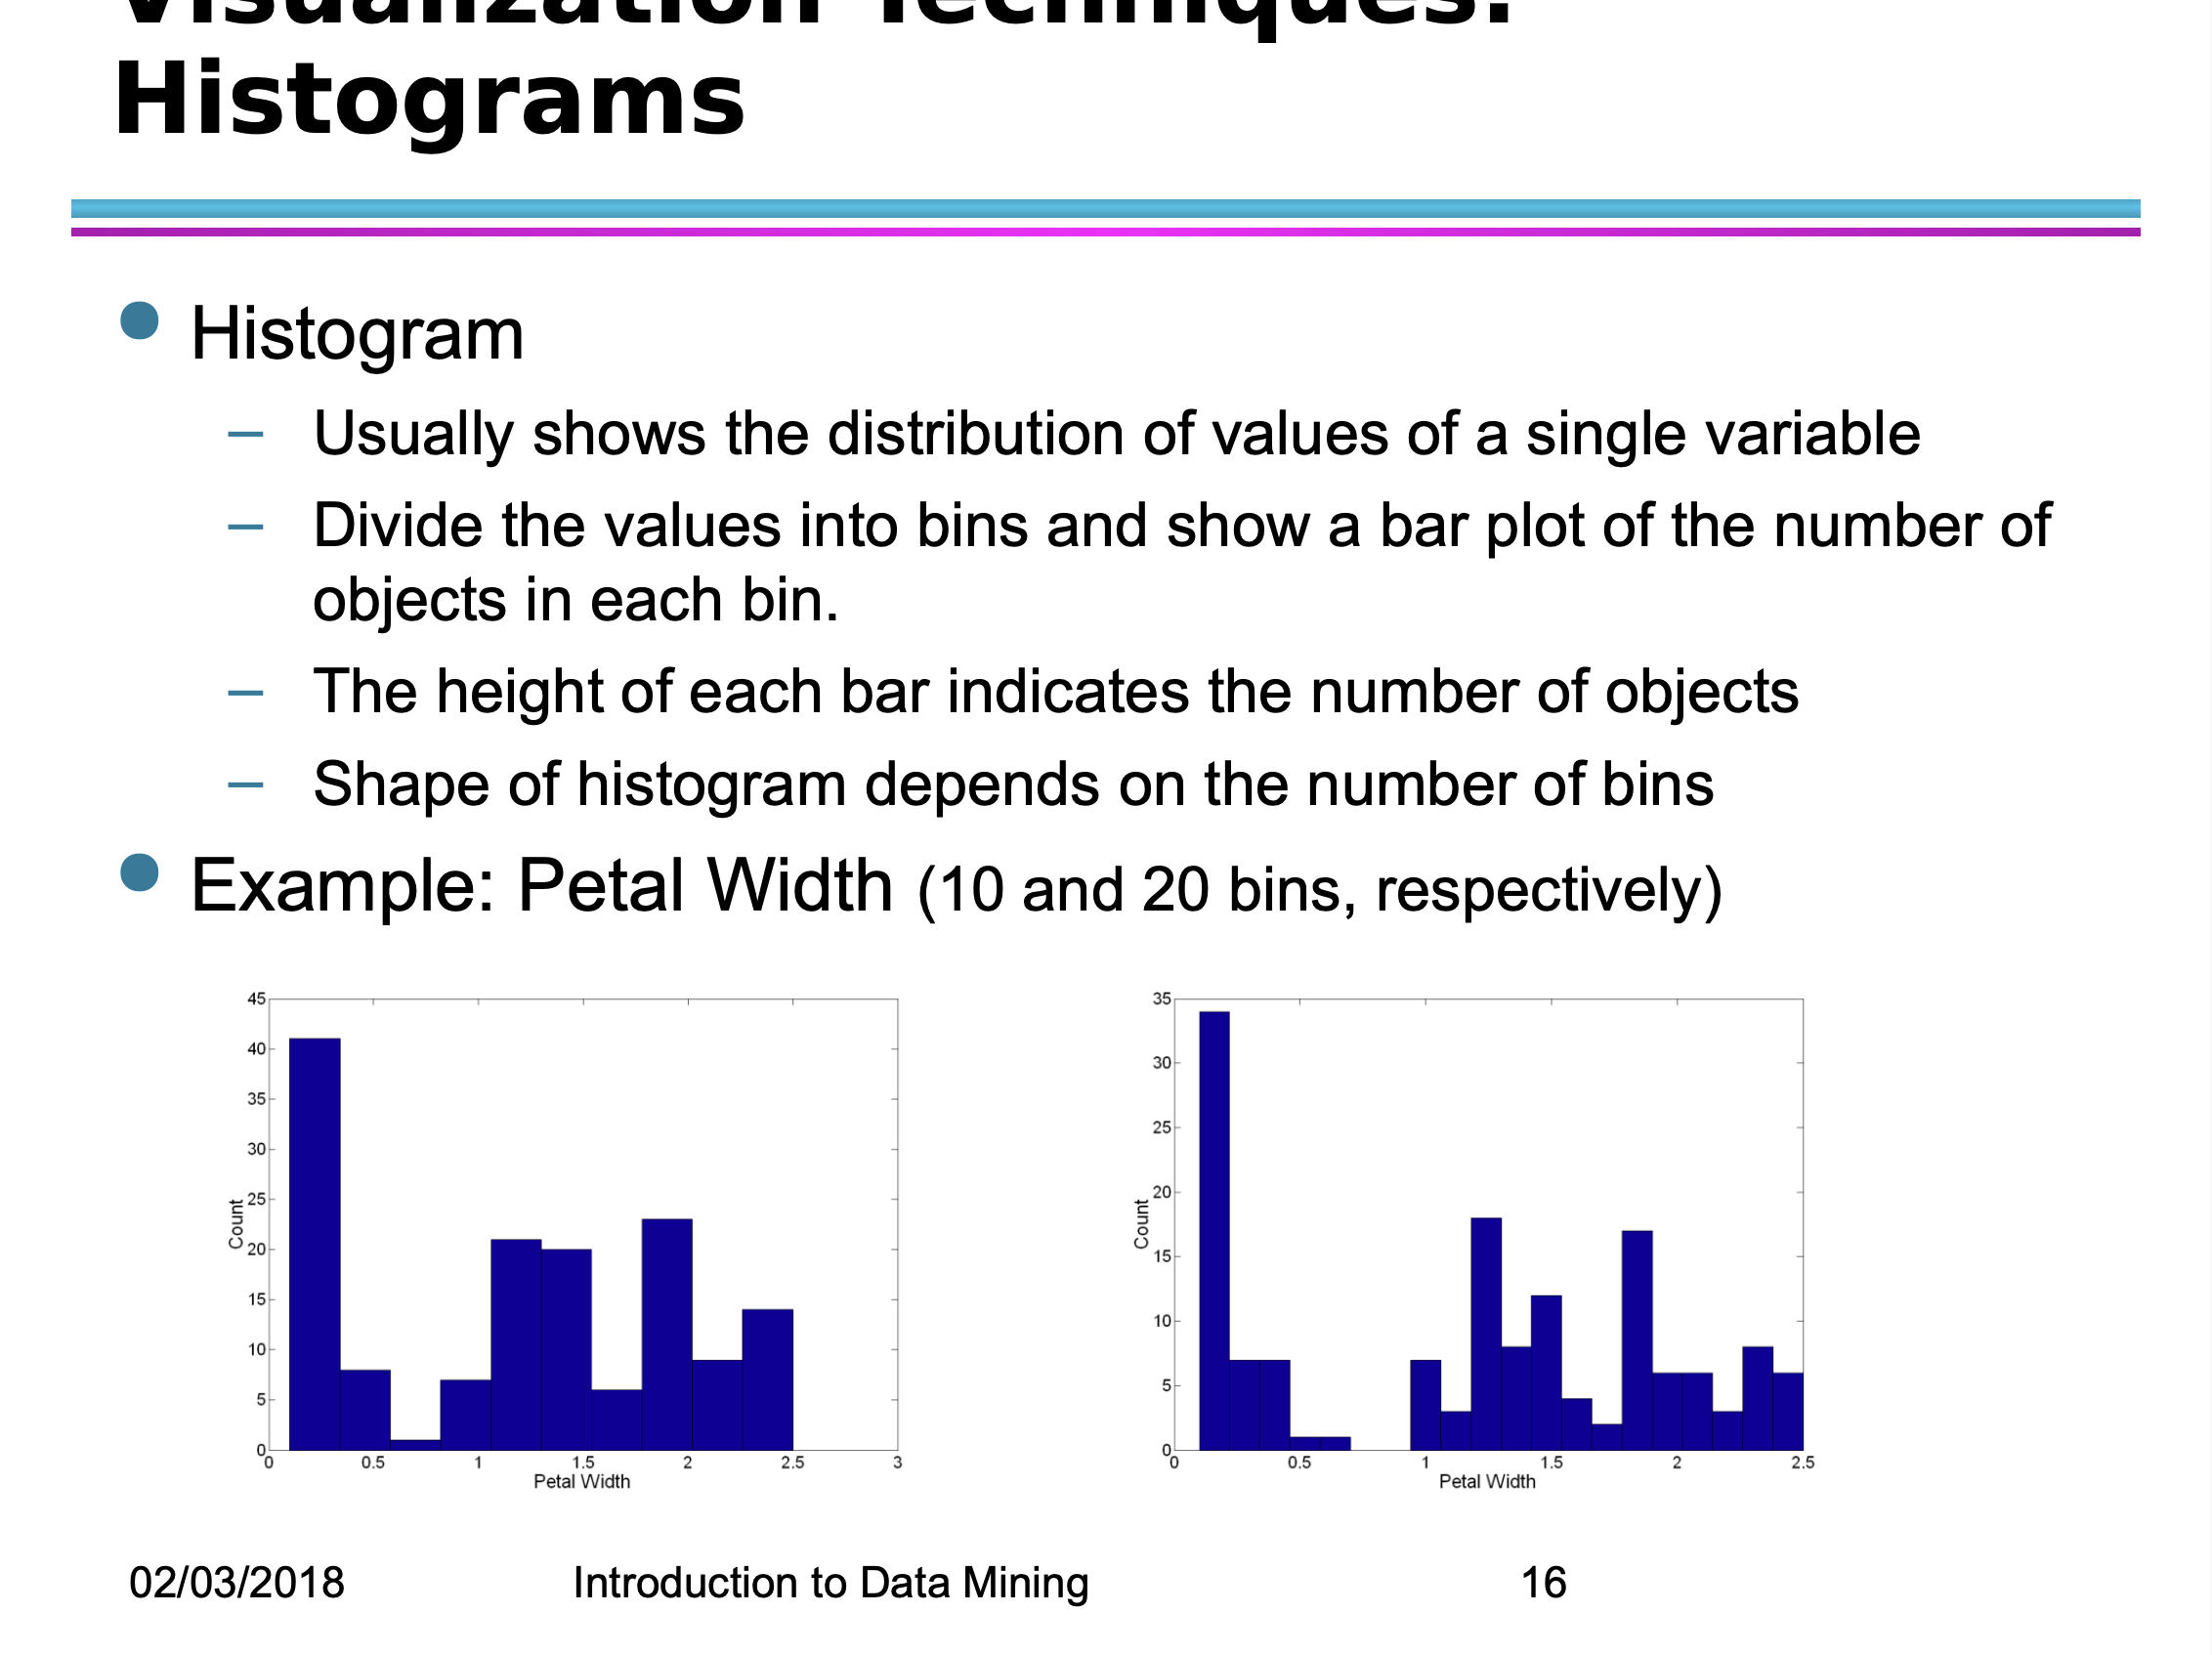 Visualization Techniques:
Histograms
Histogram
– Usually shows the distribution of values of a single variable
– Divide the values into bins and show a bar plot of the number of
objects in each bin.
– The height of each bar indicates the number of objects
– Shape of histogram depends on the number of bins
Example: Petal Width (10 and 20 bins, respectively)
45
40
35
30
25
20
15
10
5
0
Count
0 0.5 1 1.5 2 2.5 3
Petal Width
35
30
25
20
15
10
5
0
Count
0 0.5 1 1.5 2 2.5
Petal Width
02/03/2018 Introduction to Data Mining 16